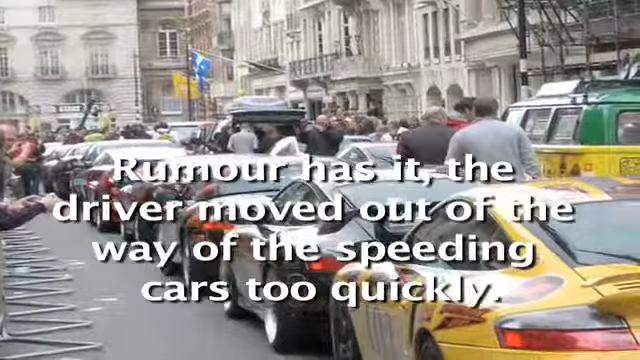 Rumour has it, the
driver moved out of the
way of the speeding
cars too quickly.